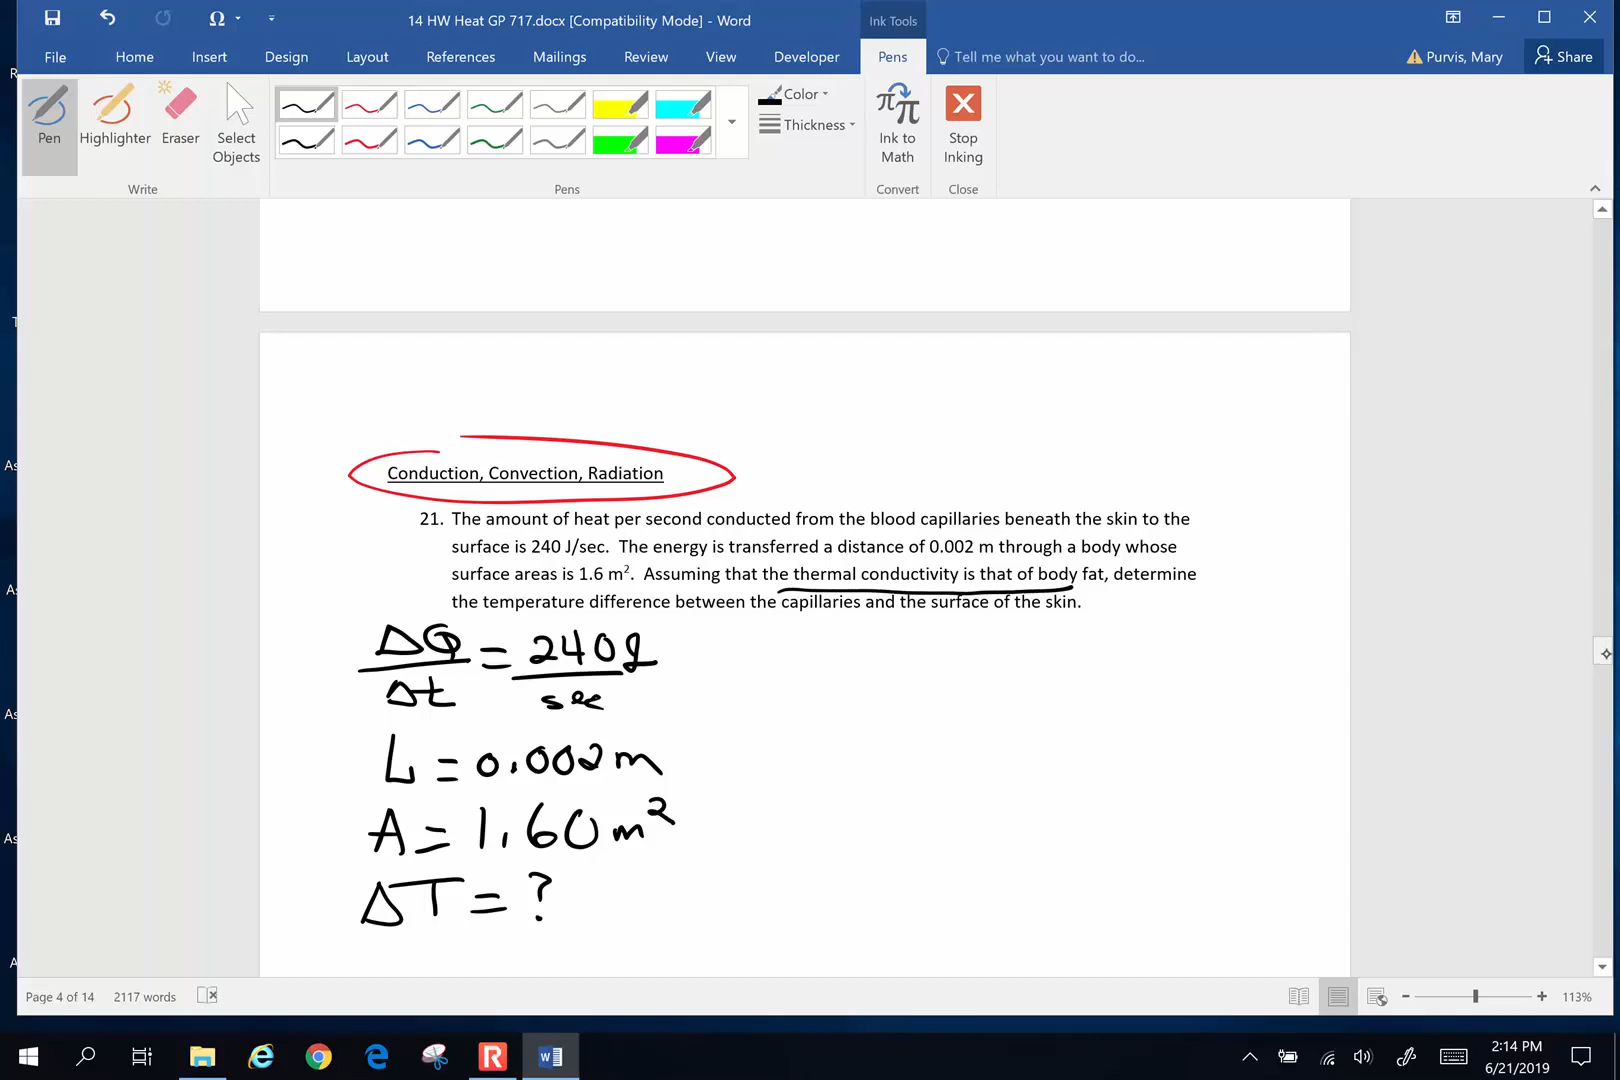 14 HW Heat GP 717.docx [Compatibility Mode] - Word
Ink Tools
File Home Insert Design Layout References Mailings Review View Developer Pens Tell me what you want to do... Purvis, Mary Share
Pen
Highlighter
Eraser
Select Objects
Color
Thickness
Ink to Math
Stop Inking
Write Pens Convert Close
Conduction, Convection, Radiation
21. The amount of heat per second conducted from the blood capillaries beneath the skin to the
surface is 240 J/sec. The energy is transferred a distance of 0.002 m through a body whose
surface areas is 1.6 m². Assuming that the thermal conductivity is that of body fat, determine
the temperature difference between the capillaries and the surface of the skin.
ΔQ = 240 J
Δt sec
L = 0.002 m
A = 1.60 m²
ΔT = ?
Page 4 of 14 2117 words 113%
2:14 PM
6/21/2019